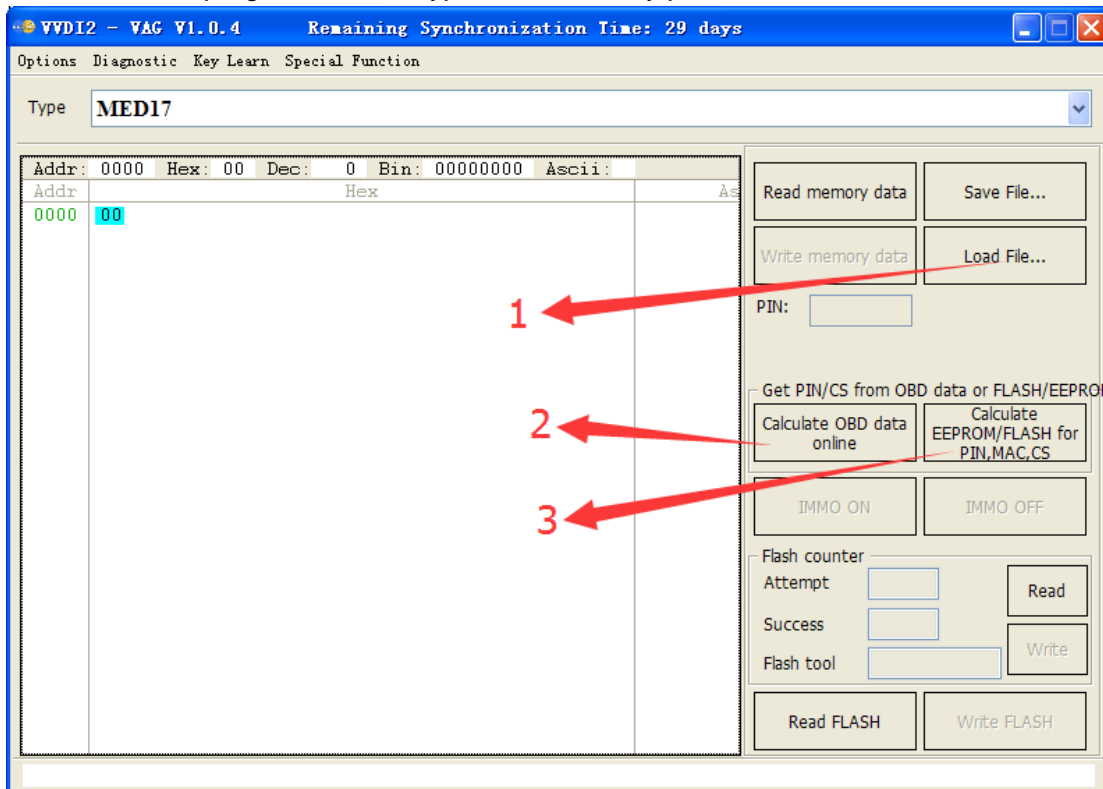 VVDI2 - VAG V1.0.4 Remaining Synchronization Time: 29 days
Options Diagnostic Key Learn Special Function
Type MED17
Addr: 0000 Hex: 00 Dec: 0 Bin: 00000000 Ascii:
Addr Hex As
0000 00
Read memory data Save File...
Write memory data Load File...
1
PIN:
Get PIN/CS from OBD data or FLASH/EEPRO
2
Calculate OBD data
online
Calculate
EEPROM/FLASH for
PIN,MAC,CS
3
IMMO ON IMMO OFF
Flash counter
Attempt Read
Success
Write
Flash tool
Read FLASH Write FLASH